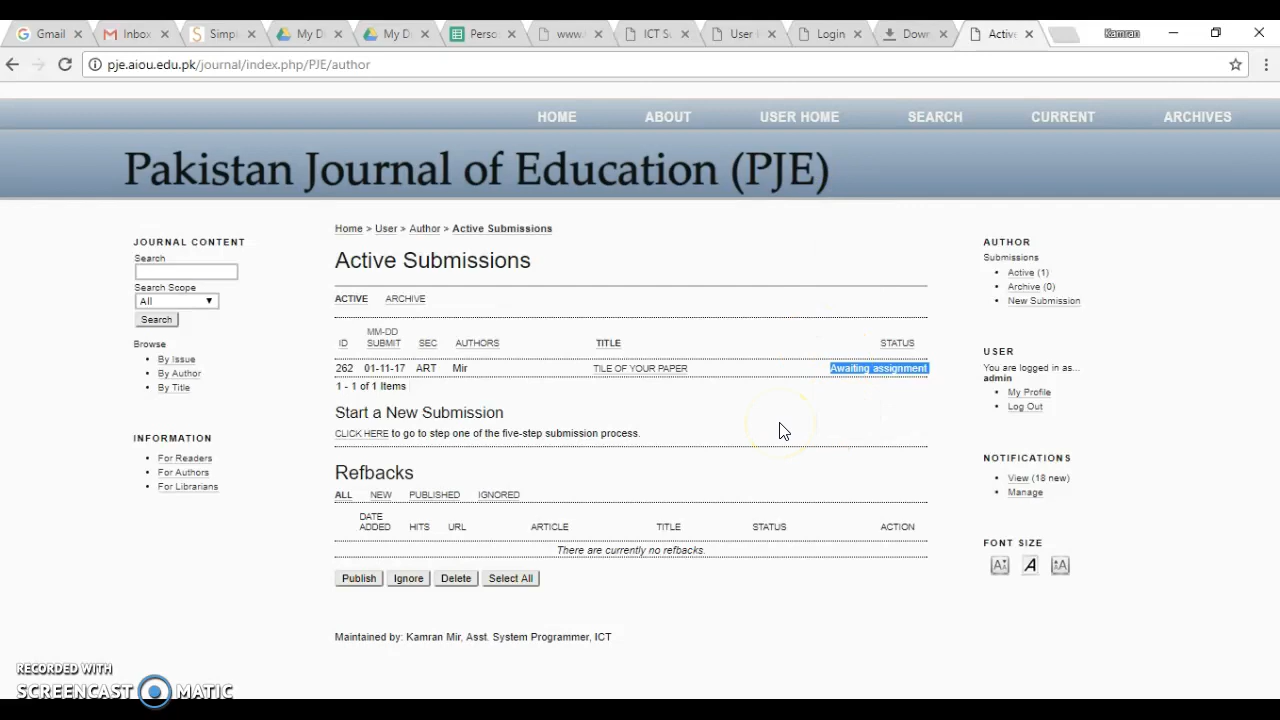 Gmail
Inbox
Simpl
My D
My D
Perso
www.
ICT S
User I
Login
Down
Active
Kamran
pje.aiou.edu.pk/journal/index.php/PJE/author
HOME ABOUT USER HOME SEARCH CURRENT ARCHIVES
Pakistan Journal of Education (PJE)
JOURNAL CONTENT
Search
Search Scope
All
Search
Browse
By Issue
By Author
By Title
INFORMATION
For Readers
For Authors
For Librarians
Home > User > Author > Active Submissions
Active Submissions
ACTIVE ARCHIVE
ID MM-DD SUBMIT SEC AUTHORS TITLE STATUS
262 01-11-17 ART Mir TILE OF YOUR PAPER Awaiting assignment
1 - 1 of 1 Items
Start a New Submission
CLICK HERE to go to step one of the five-step submission process.
Refbacks
ALL NEW PUBLISHED IGNORED
DATE ADDED HITS URL ARTICLE TITLE STATUS ACTION
There are currently no refbacks.
Publish Ignore Delete Select All
Maintained by: Kamran Mir, Asst. System Programmer, ICT
AUTHOR
Submissions
Active (1)
Archive (0)
New Submission
USER
You are logged in as...
admin
My Profile
Log Out
NOTIFICATIONS
View (18 new)
Manage
FONT SIZE
A A A
RECORDED WITH
SCREENCAST MATIC